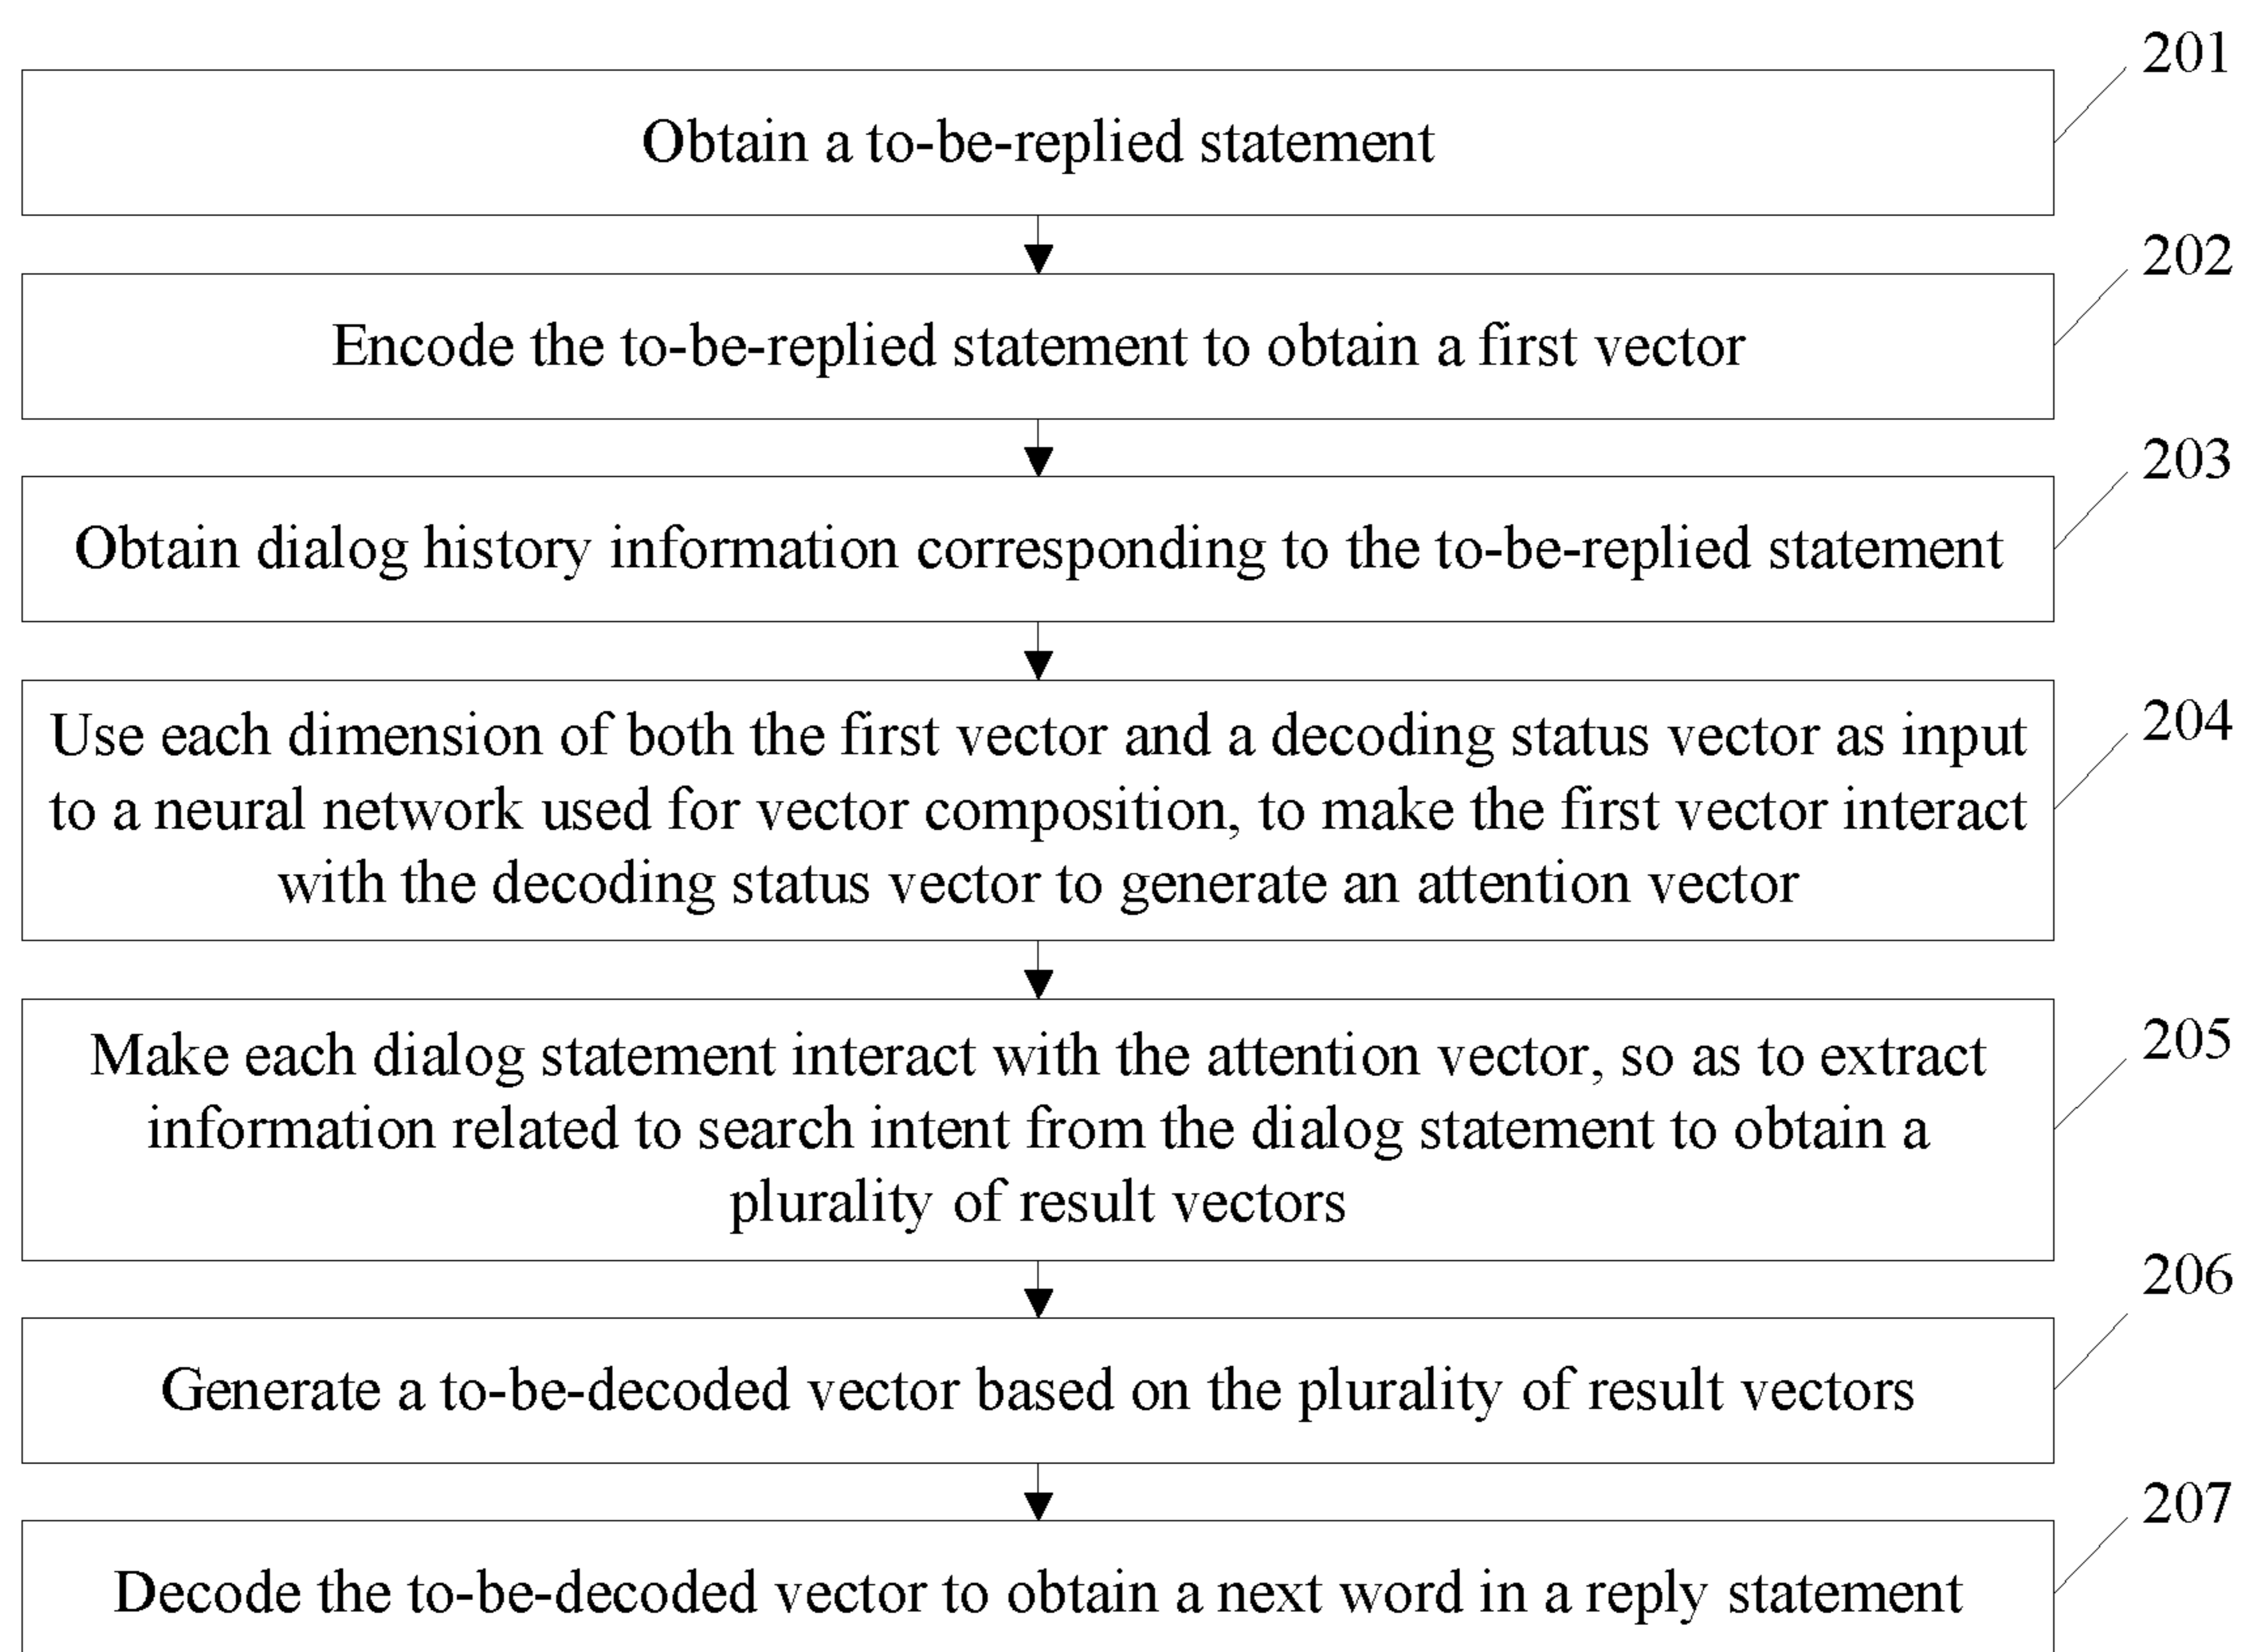 201
Obtain a to-be-replied statement
202
Encode the to-be-replied statement to obtain a first vector
203
Obtain dialog history information corresponding to the to-be-replied statement
204
Use each dimension of both the first vector and a decoding status vector as input
to a neural network used for vector composition, to make the first vector interact
with the decoding status vector to generate an attention vector
205
Make each dialog statement interact with the attention vector, so as to extract
information related to search intent from the dialog statement to obtain a
plurality of result vectors
206
Generate a to-be-decoded vector based on the plurality of result vectors
207
Decode the to-be-decoded vector to obtain a next word in a reply statement